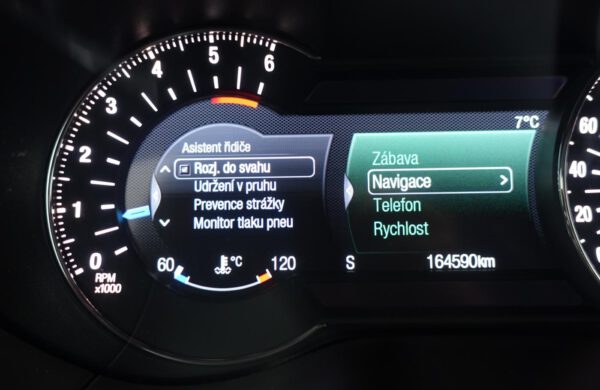 0
1
2
3
4
5
6
RPM
x1000
Asistent řidiče
Rozj. do svahu
Udržení v pruhu
Prevence strážky
Monitor tlaku pneu
60 °C 120
7°C
Zábava
Navigace >
Telefon
Rychlost
S 164590km
60
40
20
0